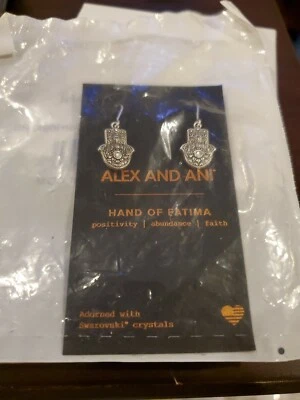 ALEX AND ANI
HAND OF FATIMA
positivity | abundance | faith
Adorned with
Swarovski® crystals